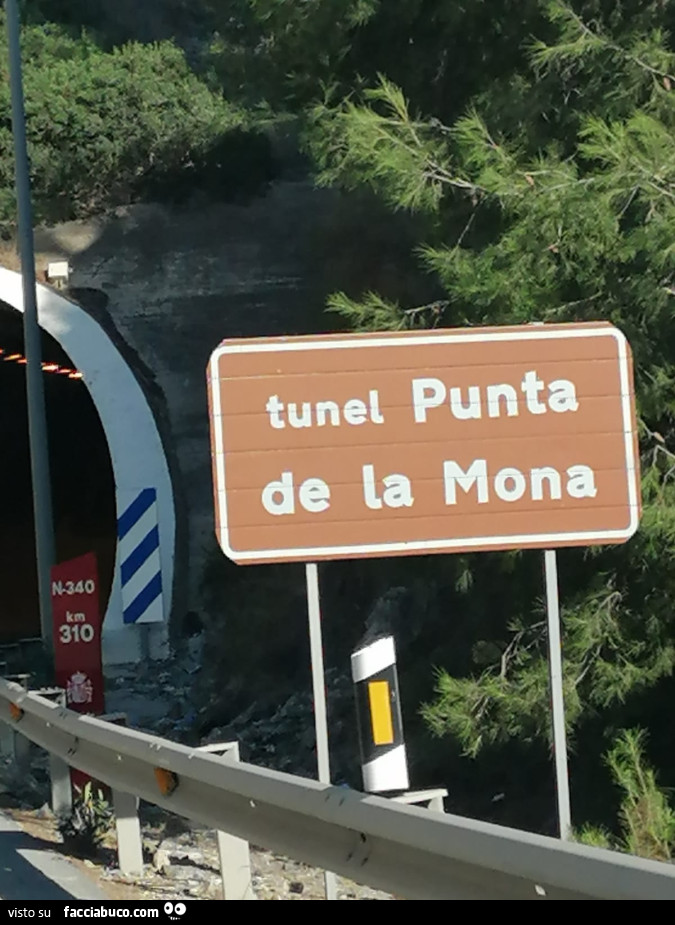 tunel Punta
de la Mona
N-340
km
310
visto su facciabuco.com